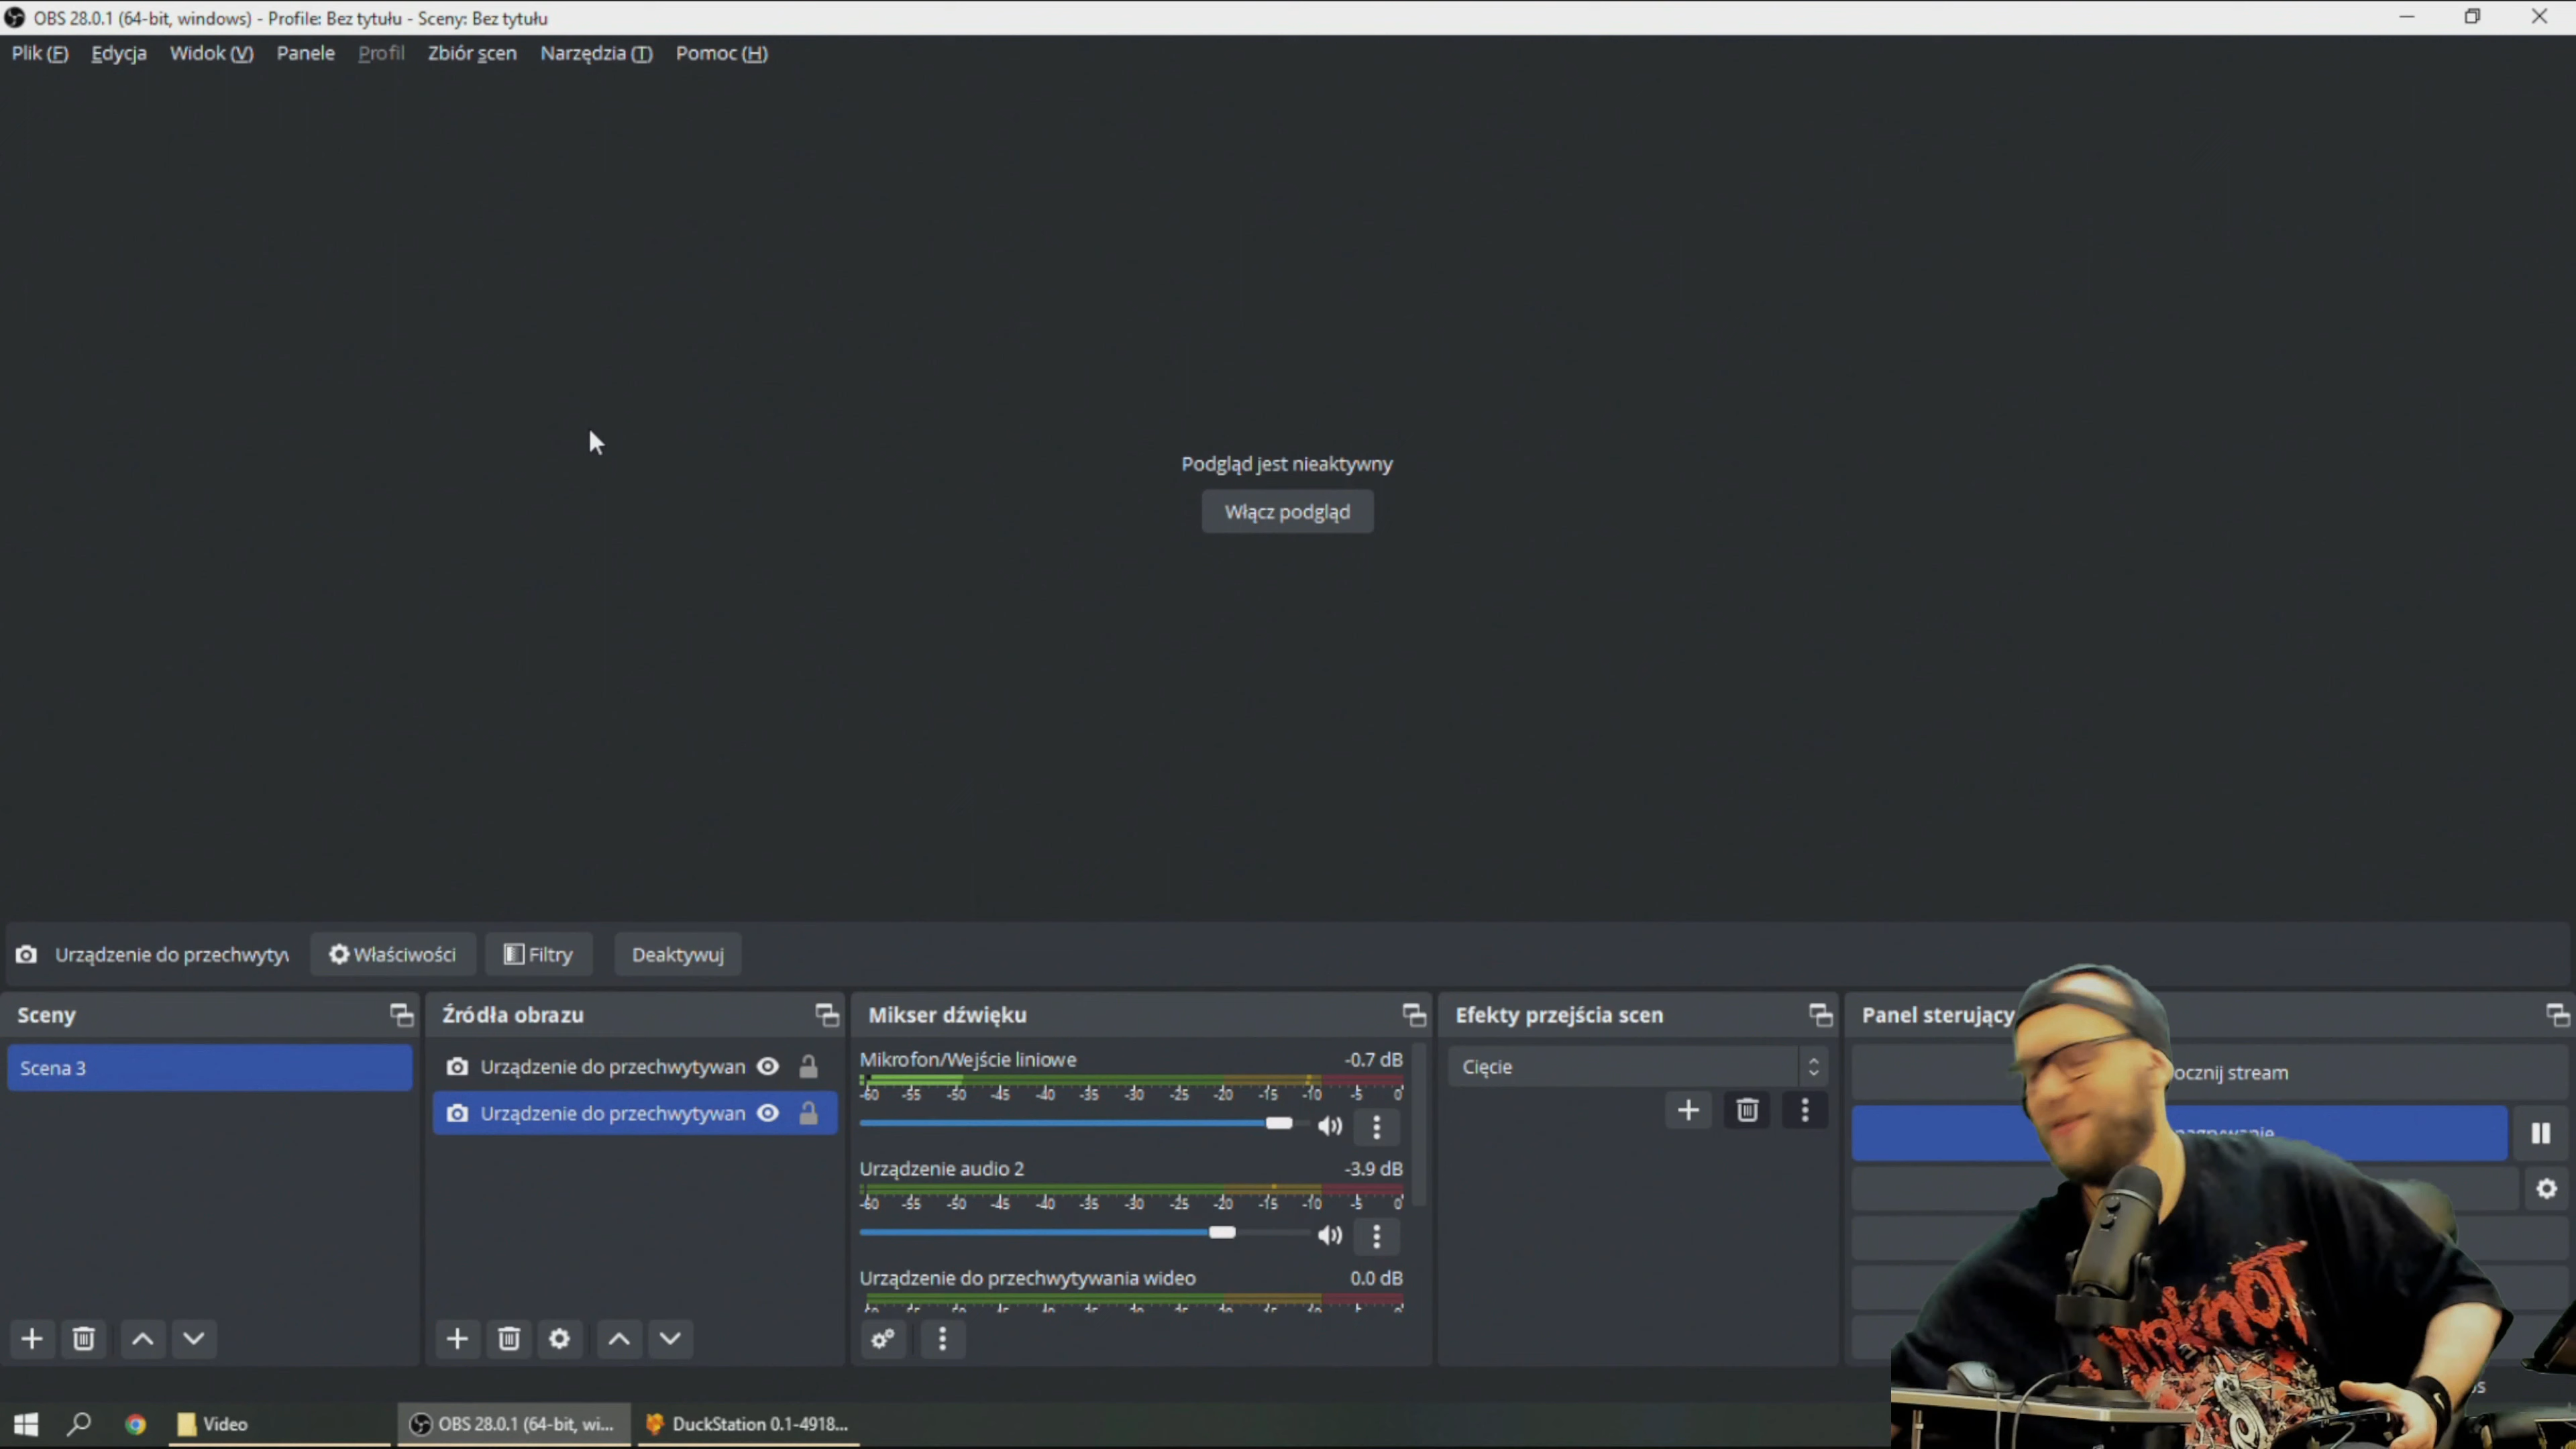 OBS 28.0.1 (64-bit, windows) - Profile: Bez tytułu - Sceny: Bez tytułu
Plik (F) Edycja Widok (V) Panele Profil Zbiór scen Narzędzia (T) Pomoc (H)
Podgląd jest nieaktywny
Włącz podgląd
Urządzenie do przechwytyw Właściwości Filtry Deaktywuj
Sceny
Scena 3
Źródła obrazu
Urządzenie do przechwytywan
Urządzenie do przechwytywan
Mikser dźwięku
Mikrofon/Wejście liniowe -0.7 dB
-60 -55 -50 -45 -40 -35 -30 -25 -20 -15 -10 -5 0
Urządzenie audio 2 -3.9 dB
-60 -55 -50 -45 -40 -35 -30 -25 -20 -15 -10 -5 0
Urządzenie do przechwytywania wideo 0.0 dB
Efekty przejścia scen
Cięcie
Panel sterujący
ocznij stream
Video OBS 28.0.1 (64-bit, wi... DuckStation 0.1-4918...